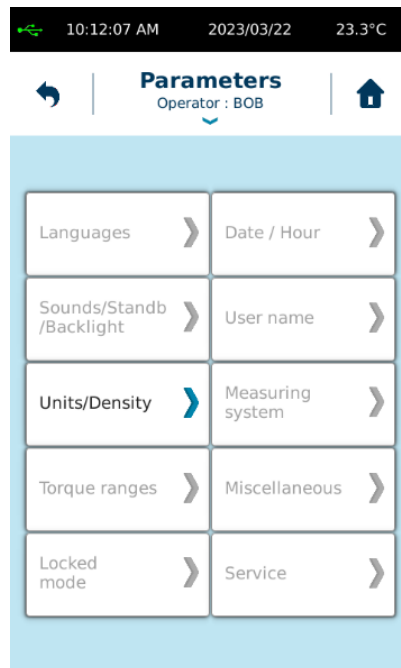 10:12:07 AM 2023/03/22 23.3°C
Parameters
Operator : BOB
Languages
Date / Hour
Sounds/Standb
/Backlight
User name
Units/Density
Measuring
system
Torque ranges
Miscellaneous
Locked
mode
Service